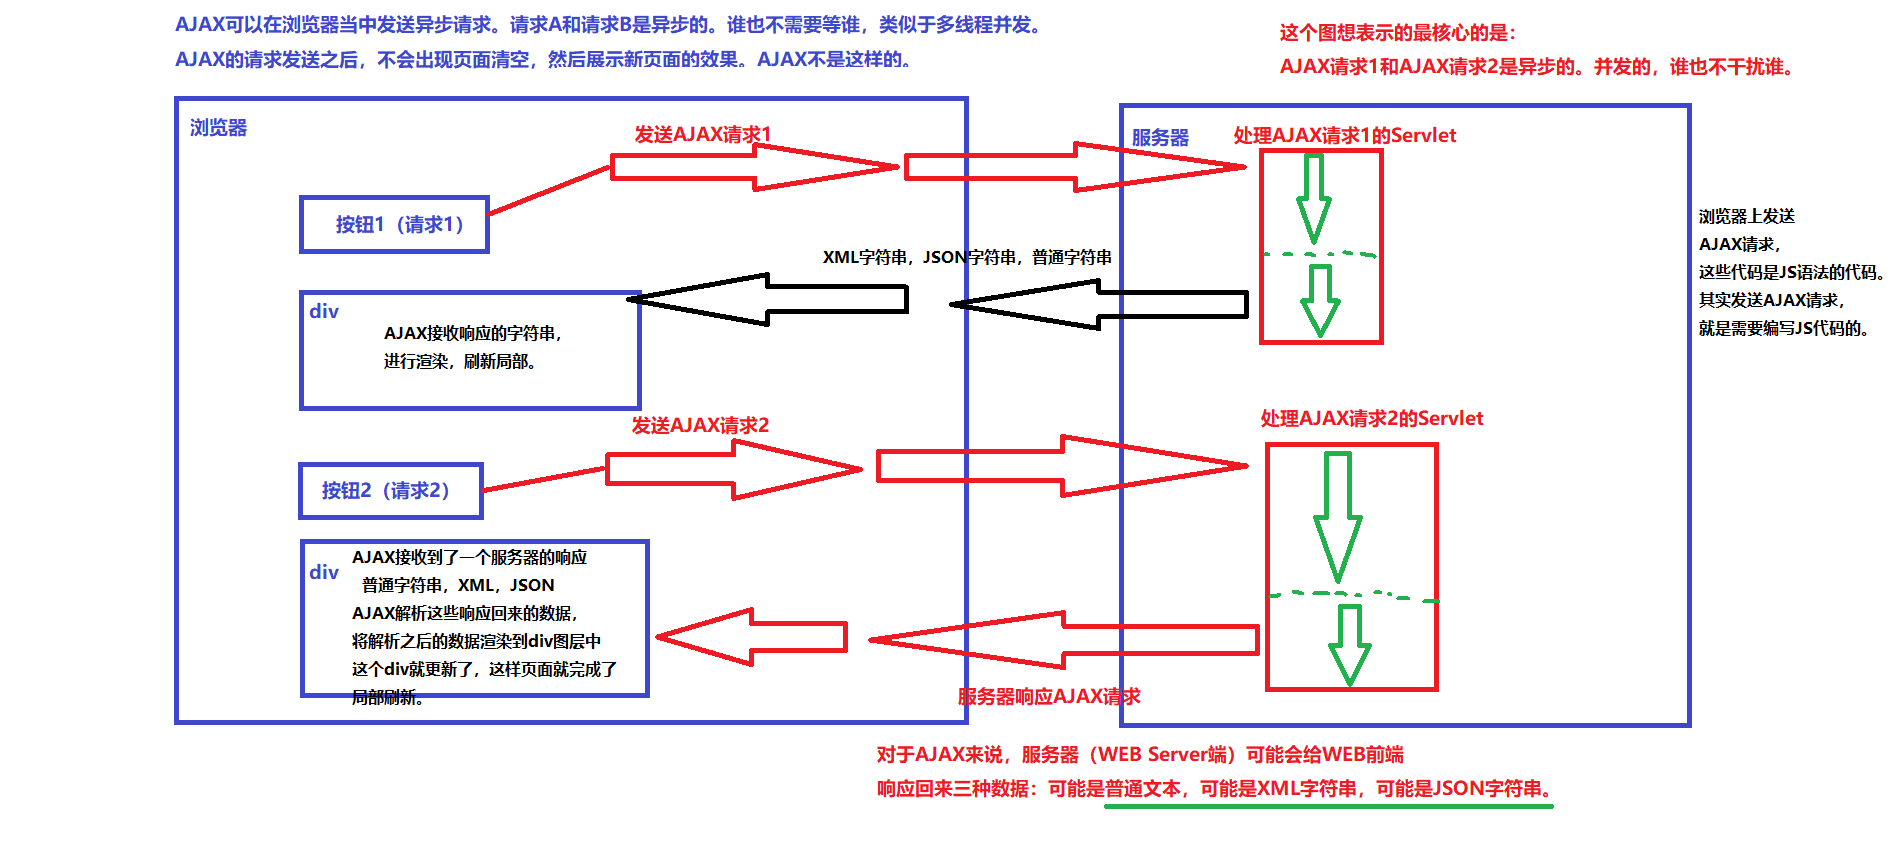 AJAX可以在浏览器当中发送异步请求。请求A和请求B是异步的。谁也不需要等谁，类似于多线程并发。
AJAX的请求发送之后，不会出现页面清空，然后展示新页面的效果。AJAX不是这样的。
这个图想表示的最核心的是：
AJAX请求1和AJAX请求2是异步的。并发的，谁也不干扰谁。
浏览器
发送AJAX请求1
服务器
处理AJAX请求1的Servlet
按钮1（请求1）
XML字符串，JSON字符串，普通字符串
div
AJAX接收响应的字符串，
进行渲染，刷新局部。
浏览器上发送
AJAX请求，
这些代码是JS语法的代码。
其实发送AJAX请求，
就是需要编写JS代码的。
发送AJAX请求2
处理AJAX请求2的Servlet
按钮2（请求2）
div
AJAX接收到了一个服务器的响应
普通字符串，XML，JSON
AJAX解析这些响应回来的数据，
将解析之后的数据渲染到div图层中
这个div就更新了，这样页面就完成了
局部刷新。
服务器响应AJAX请求
对于AJAX来说，服务器（WEB Server端）可能会给WEB前端
响应回来三种数据：可能是普通文本，可能是XML字符串，可能是JSON字符串。